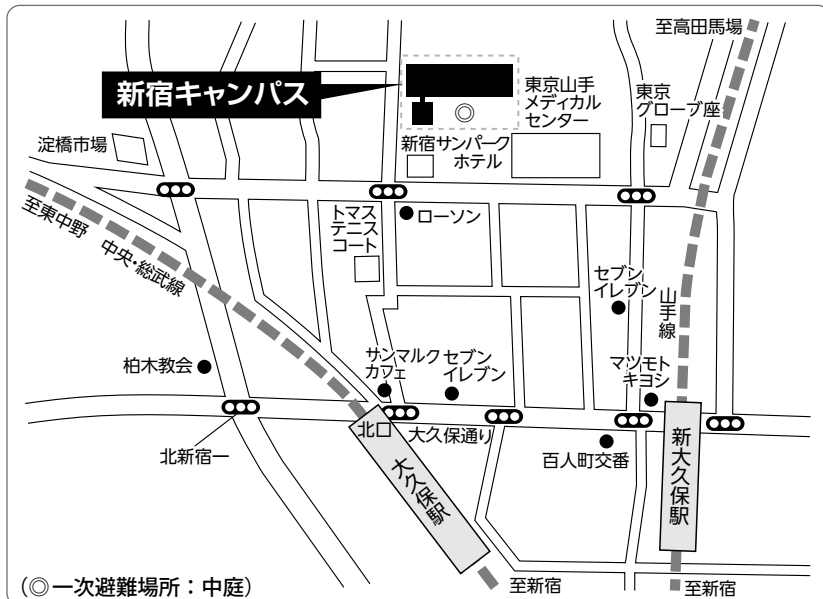 至高田馬場
新宿キャンパス
東京山手
メディカル
センター
東京
グローブ座
◎
淀橋市場
新宿サンパーク
ホテル
至東中野
中央・総武線
トマス
テニス
コート
ローソン
セブン
イレブン
山手線
柏木教会
サンマルク
カフェ
セブン
イレブン
マツモト
キヨシ
北口
大久保通り
北新宿一
大久保駅
百人町交番
新大久保駅
至新宿
至新宿
(◎一次避難場所：中庭)